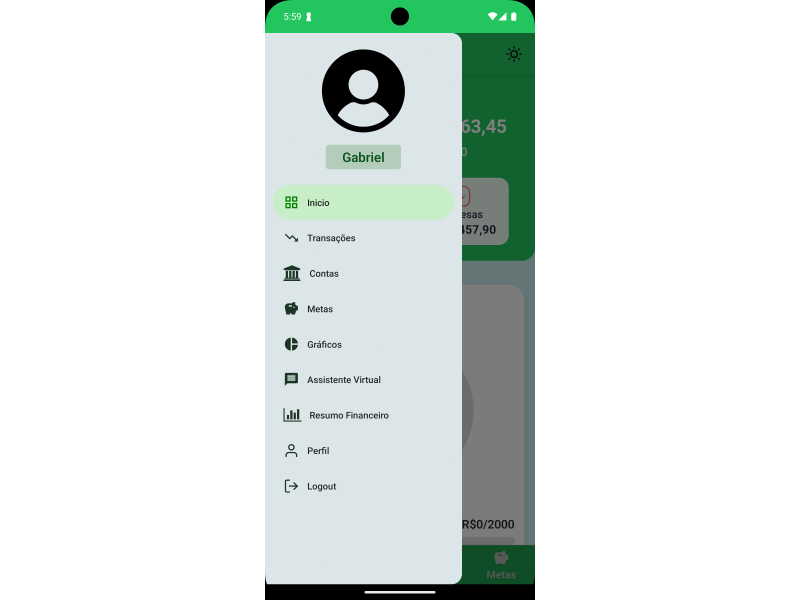 5:59
63,45
0
Gabriel
esas
457,90
Inicio
Transações
Contas
Metas
Gráficos
Assistente Virtual
Resumo Financeiro
Perfil
Logout
R$0/2000
Metas